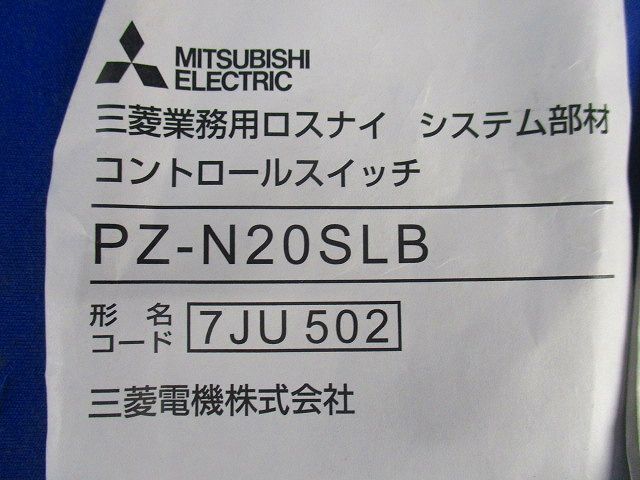 MITSUBISHI
ELECTRIC
三菱業務用ロスナイ システム部材
コントロールスイッチ
PZ-N20SLB
形名
コード 7JU 502
三菱電機株式会社